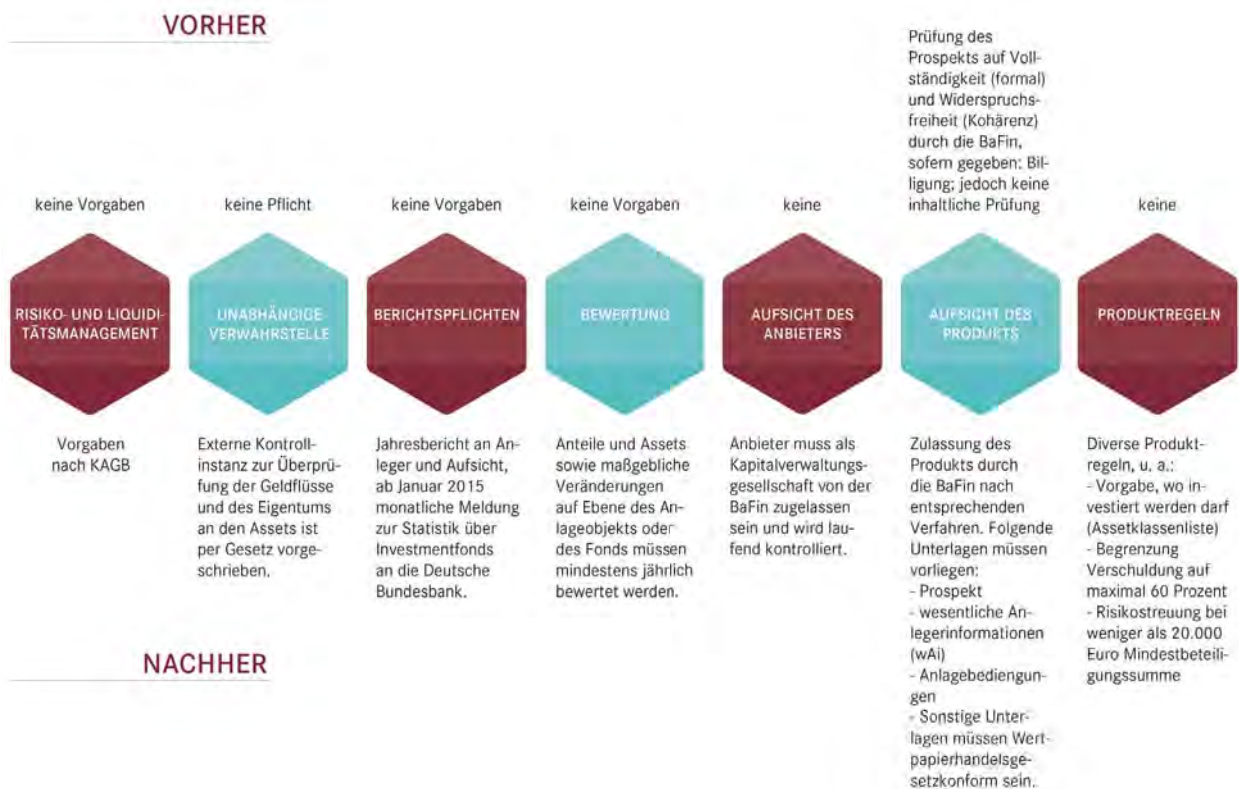 VORHER
keine Vorgaben
keine Pflicht
keine Vorgaben
keine Vorgaben
keine
Prüfung des
Prospekts auf Voll-
ständigkeit (formal)
und Widerspruchs-
freiheit (Kohärenz)
durch die BaFin,
sofern gegeben: Bil-
ligung; jedoch keine
inhaltliche Prüfung
keine
RISIKO- UND LIQUIDI-
TÄTSMANAGEMENT
UNABHÄNGIGE
VERWAHRSTELLE
BERICHTSPFLICHTEN
BEWERTUNG
AUFSICHT DES
ANBIETERS
AUFSICHT DES
PRODUKTS
PRODUKTREGELN
Vorgaben
nach KAGB
Externe Kontroll-
instanz zur Überprü-
fung der Geldflüsse
und des Eigentums
an den Assets ist
per Gesetz vorge-
schrieben.
Jahresbericht an An-
leger und Aufsicht,
ab Januar 2015
monatliche Meldung
zur Statistik über
Investmentfonds
an die Deutsche
Bundesbank.
Anteile und Assets
sowie maßgebliche
Veränderungen
auf Ebene des An-
lageobjekts oder
des Fonds müssen
mindestens jährlich
bewertet werden.
Anbieter muss als
Kapitalverwaltungs-
gesellschaft von der
BaFin zugelassen
sein und wird lau-
fend kontrolliert.
Zulassung des
Produkts durch
die BaFin nach
entsprechenden
Verfahren. Folgende
Unterlagen müssen
vorliegen:
- Prospekt
- wesentliche An-
legerinformationen
(wAi)
- Anlagebedingun-
gen
- Sonstige Unter-
lagen müssen Wert-
papierhandelsge-
setzkonform sein.
Diverse Produkt-
regeln, u. a.:
- Vorgabe, wo in-
vestiert werden darf
(Assetklassenliste)
- Begrenzung
Verschuldung auf
maximal 60 Prozent
- Risikostreuung bei
weniger als 20.000
Euro Mindestbeteili-
gungssumme
NACHHER